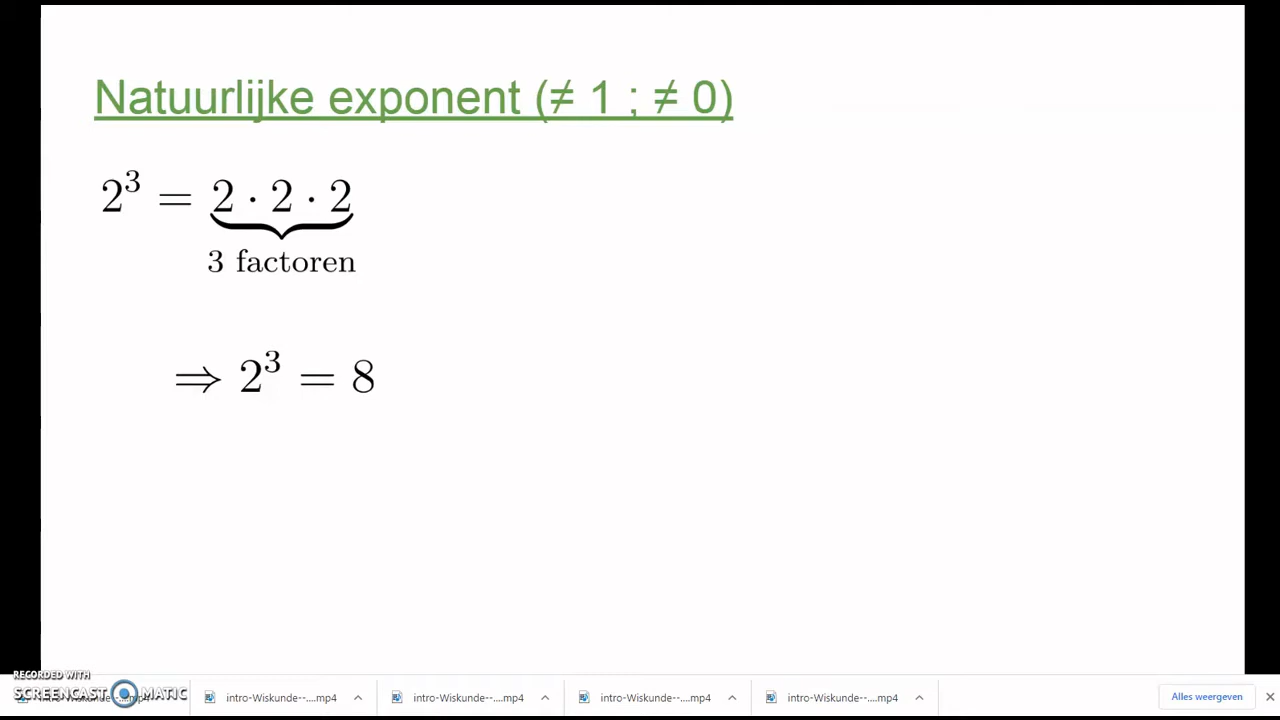 Natuurlijke exponent (≠ 1 ; ≠ 0)
2³ = 2 · 2 · 2
3 factoren
⇒ 2³ = 8
RECORDED WITH
SCREENCAST MATIC
intro-Wiskunde--....mp4
intro-Wiskunde--....mp4
intro-Wiskunde--....mp4
intro-Wiskunde--....mp4
Alles weergeven